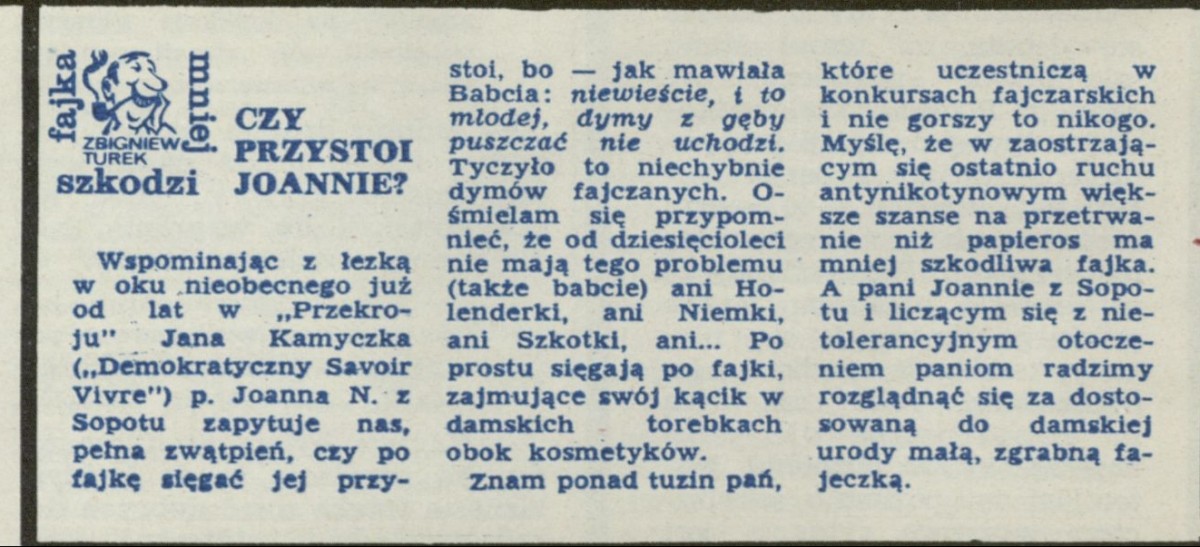 fajka
mniej
ZBIGNIEW
TUREK
szkodzi
CZY
PRZYSTOI
JOANNIE?
Wspominając z łezką
w oku nieobecnego już
od lat w „Przekro-
ju" Jana Kamyczka
(„Demokratyczny Savoir
Vivre") p. Joanna N. z
Sopotu zapytuje nas,
pełna zwątpień, czy po
fajkę sięgać jej przy-
stoi, bo — jak mawiała
Babcia: niewieście, i to
młodej, dymy z gęby
puszczać nie uchodzi.
Tyczyło to niechybnie
dymów fajczanych. O-
śmielam się przypom-
nieć, że od dziesięcioleci
nie mają tego problemu
(także babcie) ani Ho-
lenderki, ani Niemki,
ani Szkotki, ani... Po
prostu sięgają po fajki,
zajmujące swój kącik w
damskich torebkach
obok kosmetyków.
Znam ponad tuzin pań,
które uczestniczą w
konkursach fajczarskich
i nie gorszy to nikogo.
Myślę, że w zaostrzają-
cym się ostatnio ruchu
antynikotynowym więk-
sze szanse na przetrwa-
nie niż papieros ma
mniej szkodliwa fajka.
A pani Joannie z Sopo-
tu i liczącym się z nie-
tolerancyjnym otocze-
niem paniom radzimy
rozglądnąć się za dosto-
sowaną do damskiej
urody małą, zgrabną fa-
jeczką.